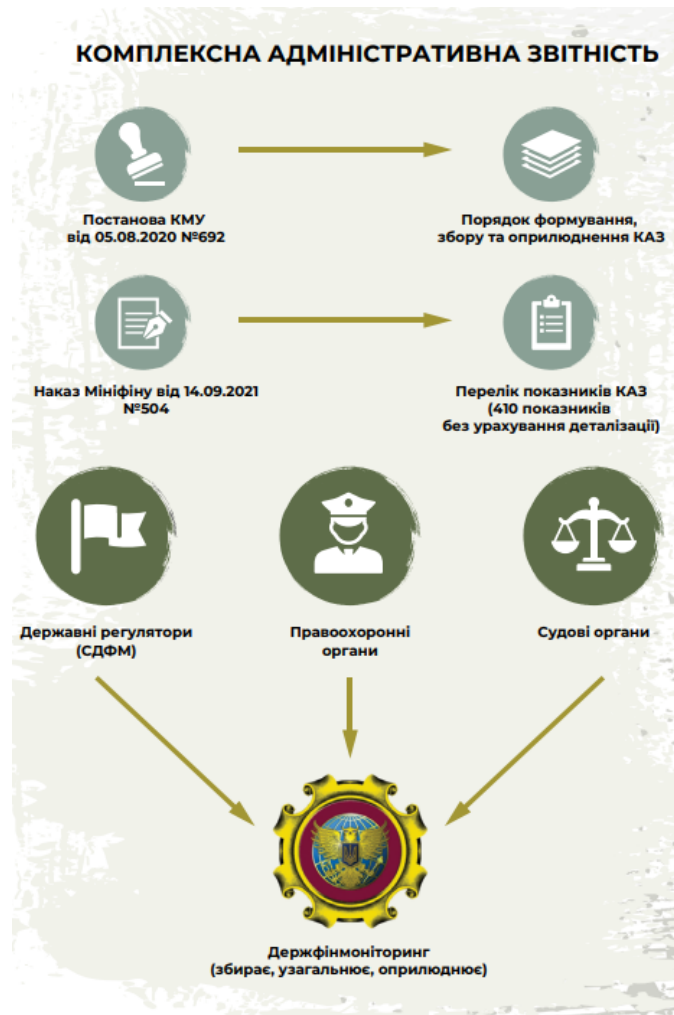 КОМПЛЕКСНА АДМІНІСТРАТИВНА ЗВІТНІСТЬ
Постанова КМУ
від 05.08.2020 №692
Порядок формування,
збору та оприлюднення КАЗ
Наказ Мініфіну від 14.09.2021
№504
Перелік показників КАЗ
(410 показників
без урахування деталізації)
Державні регулятори
(СДФМ)
Правоохоронні
органи
Судові органи
Держфінмоніторинг
(збирає, узагальнює, оприлюднює)